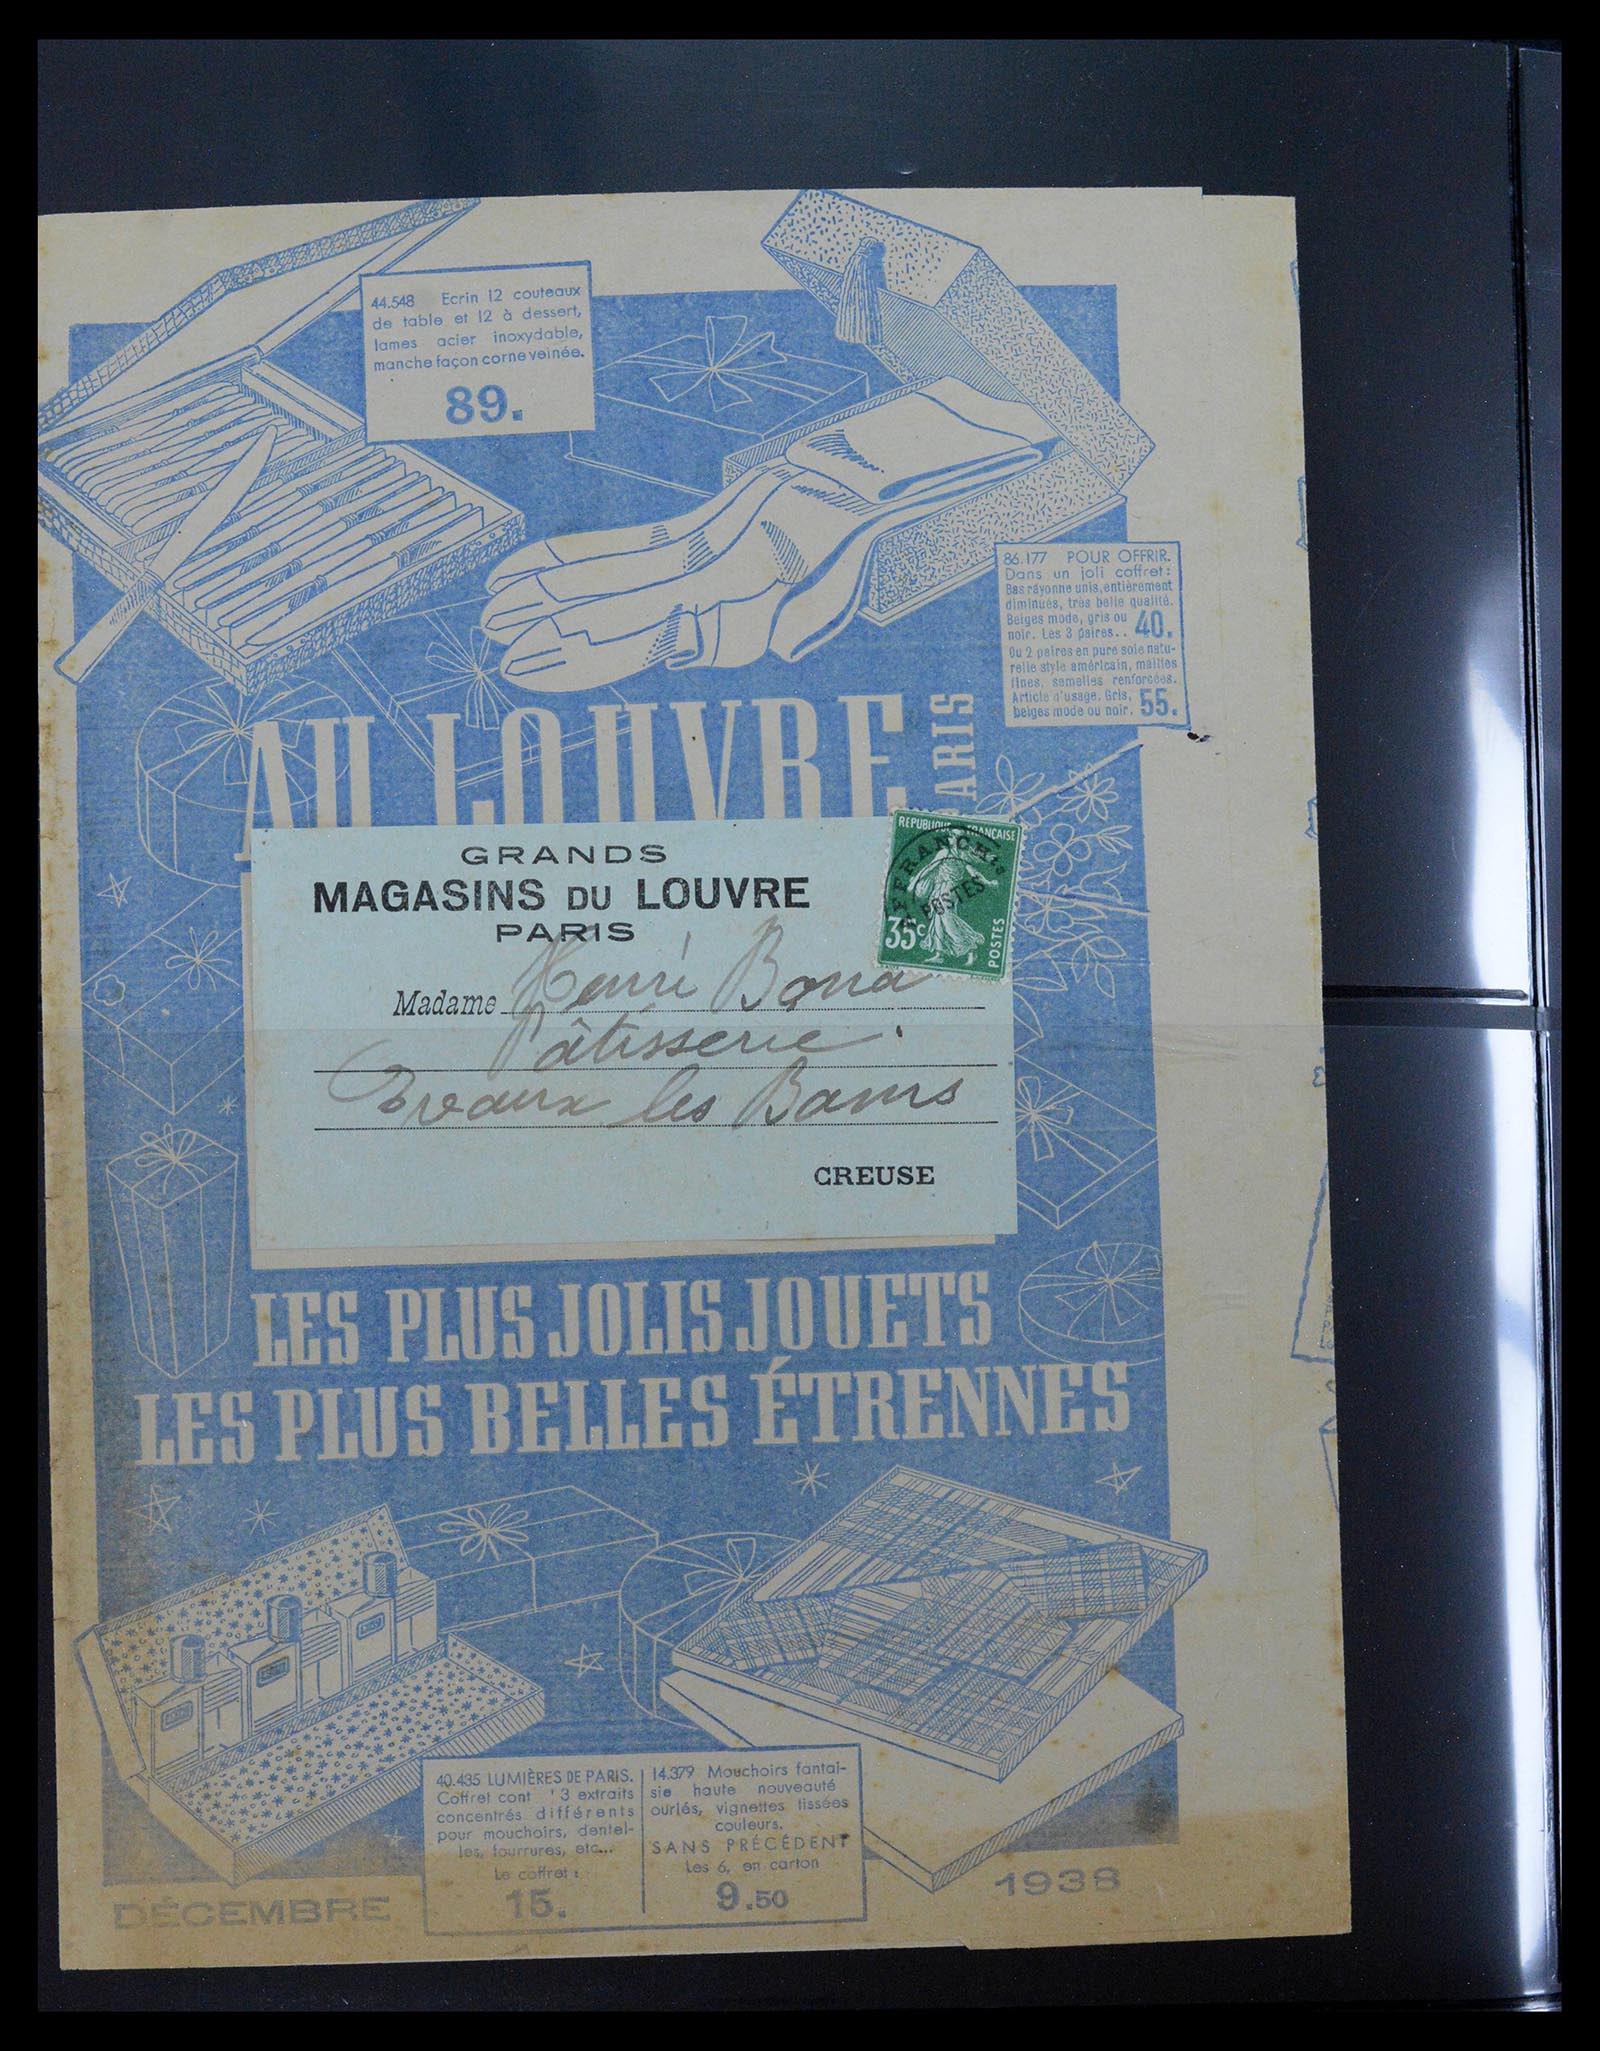 44.548 Ecrin 12 couteaux
de table et 12 à dessert,
lames acier inoxydable,
manche façon corne veinée.
89.
86.177 POUR OFFRIR.
Dans un joli coffret:
Bas rayonne unis, entièrement
diminués, très belle qualité.
Beiges mode, gris ou
noir. Les 3 paires.. 40.
Ou 2 paires en pure soie natu-
relle style américain, mailles
fines, semelles renforcées.
Article d'usage. Gris,
beiges mode ou noir. 55.
AU LOUVRE
PARIS
GRANDS
MAGASINS DU LOUVRE
PARIS
REPUBLIQUE FRANÇAISE
AFFRANCHts
POSTES
35c
POSTES
Madame Henri Bona
Pâtisserie
Evaux les Bains
CREUSE
LES PLUS JOLIS JOUETS
LES PLUS BELLES ÉTRENNES
40.435 LUMIÈRES DE PARIS.
Coffret cont 3 extraits
concentrés différents
pour mouchoirs, dentel-
les, fourrures, etc...
Le coffret :
15.
14.379 Mouchoirs fantai-
sie haute nouveauté
ourlés, vignettes tissées
couleurs.
SANS PRÉCÉDENT
Les 6, en carton
9.50
DÉCEMBRE 1938